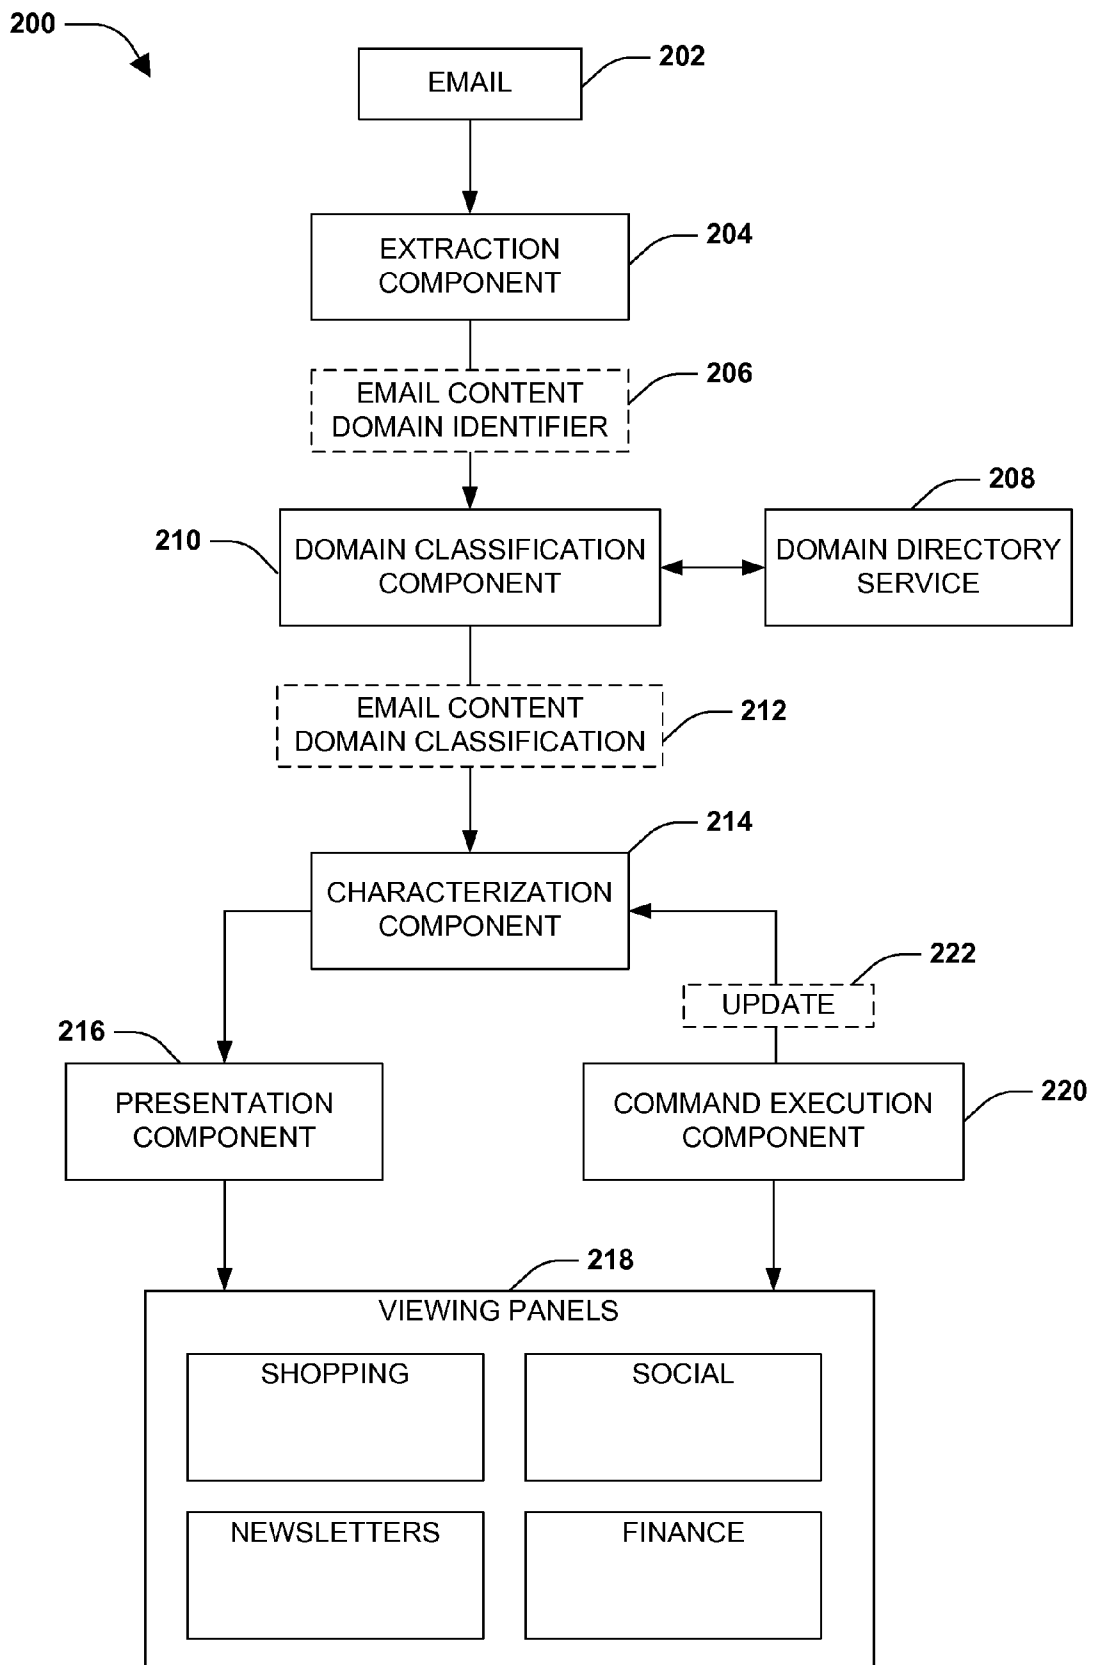 200
202
EMAIL
204
EXTRACTION
COMPONENT
206
EMAIL CONTENT
DOMAIN IDENTIFIER
208
210
DOMAIN CLASSIFICATION
COMPONENT
DOMAIN DIRECTORY
SERVICE
EMAIL CONTENT
DOMAIN CLASSIFICATION
212
214
CHARACTERIZATION
COMPONENT
222
UPDATE
216
PRESENTATION
COMPONENT
COMMAND EXECUTION
COMPONENT
220
218
VIEWING PANELS
SHOPPING
SOCIAL
NEWSLETTERS
FINANCE